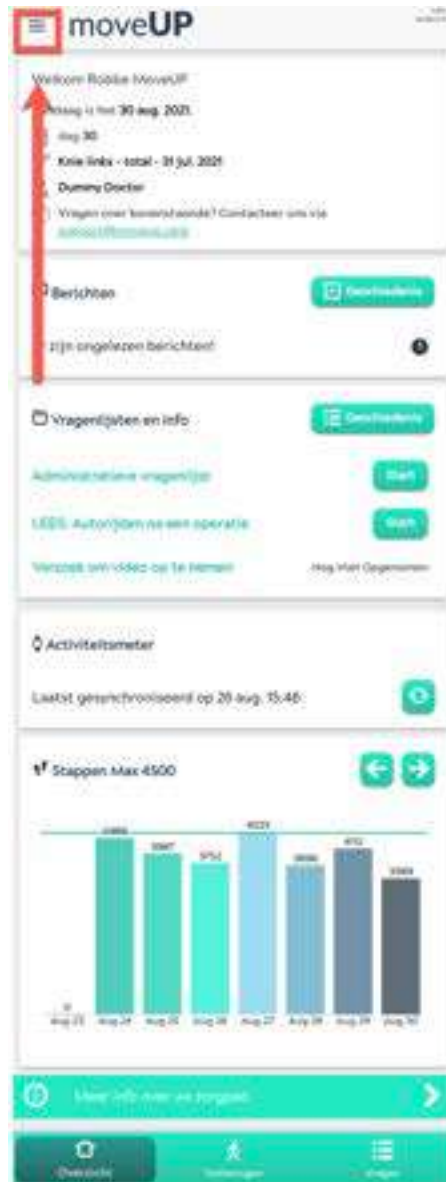 moveUP
Welkom Robbe MoveUP
is het 30 aug. 2021.
dag 30
Knie links - total - 31 jul. 2021
Dummy Doctor
Vragen over bovenstaande? Contacteer ons via
Berichten
Geschiedenis
zijn ongelezen berichten!
Vragenlijsten en info
Geschiedenis
Administratieve vragenlijst
Start
LEES: Autorijden na een operatie
Start
Verzoek om video op te nemen
Nog Niet Opgenomen
Activiteitsmeter
Laatst gesynchroniseerd op 28 aug. 15:48
Stappen Max 4500
0
Aug 23
Aug 24
Aug 25
Aug 26
Aug 27
Aug 28
Aug 29
Aug 30
Meer info over uw zorgpad
Overzicht
Oefeningen
Vragen